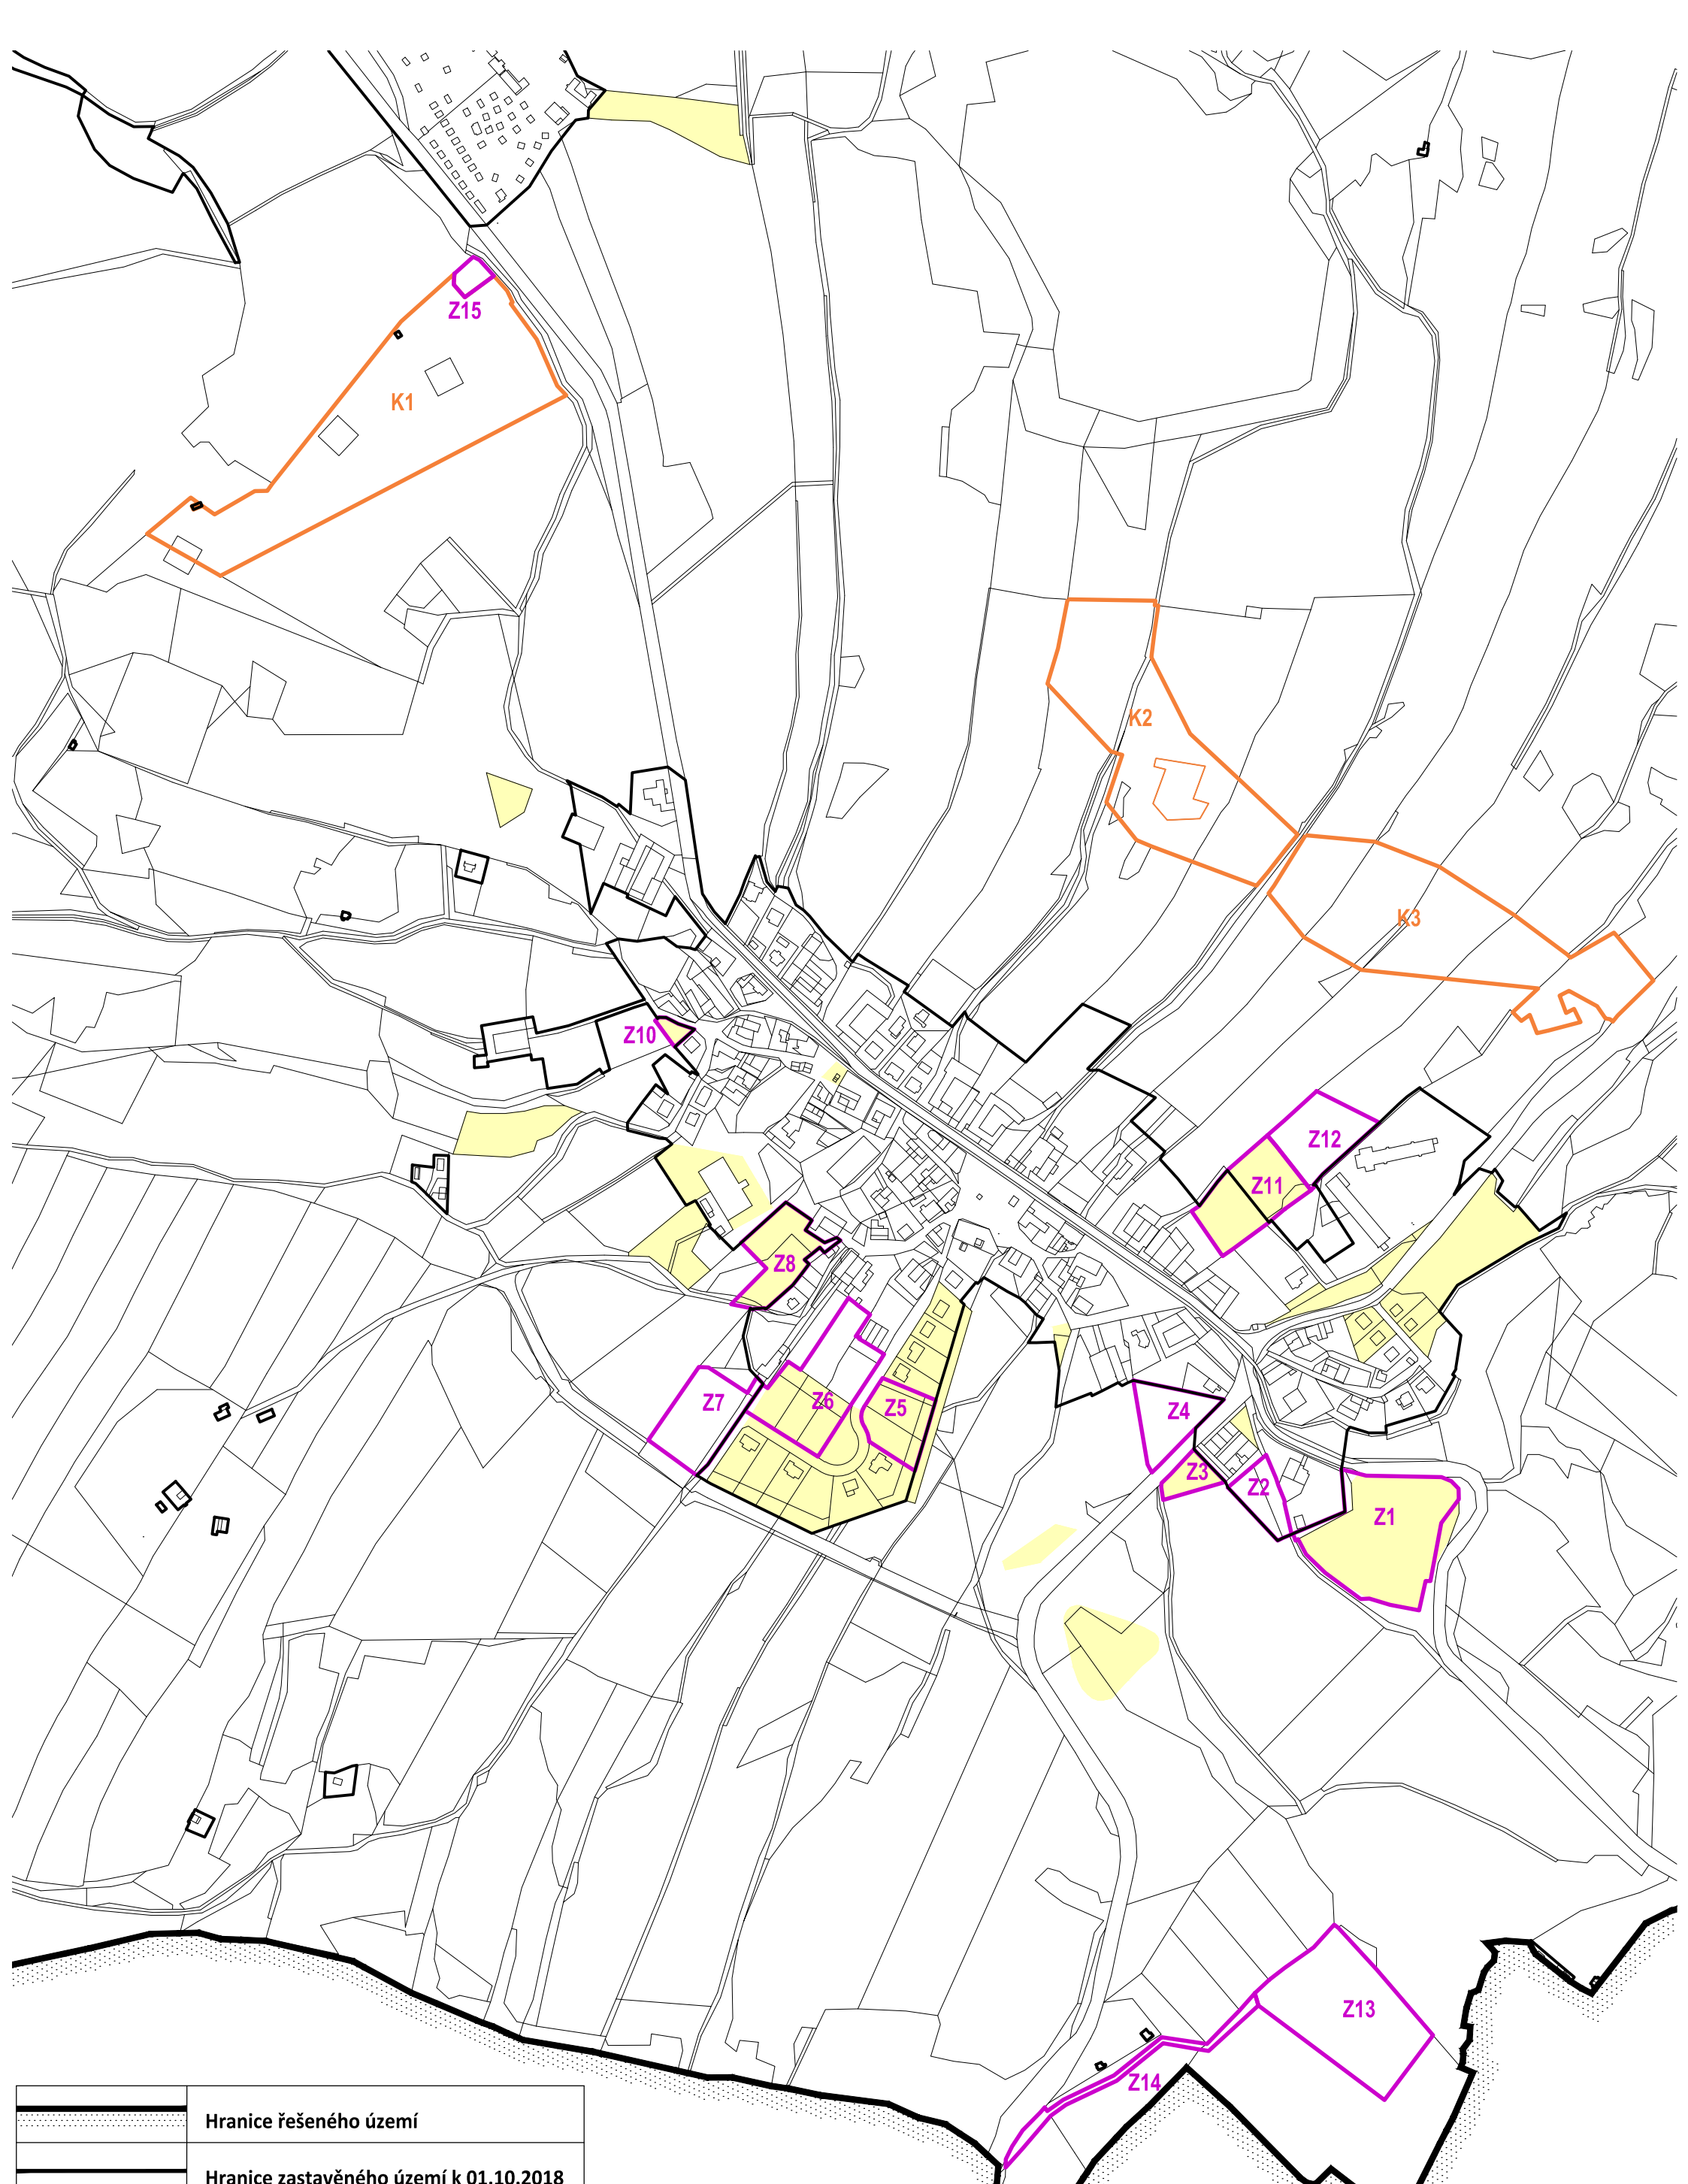 Z15
K1
K2
K3
Z10
Z12
Z11
Z8
Z7
Z6
Z5
Z4
Z3
Z2
Z1
Z13
Z14
Hranice řešeného území
Hranice zastavěného území k 01.10.2018